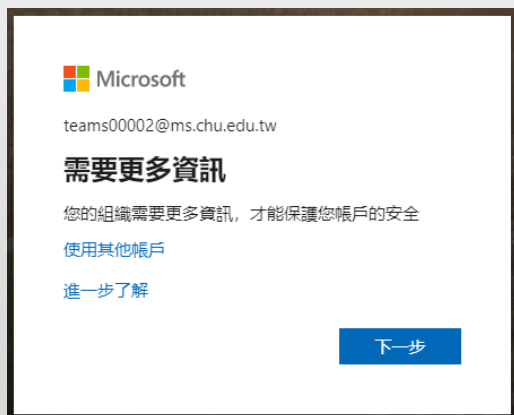 Microsoft
teams00002@ms.chu.edu.tw
需要更多資訊
您的組織需要更多資訊，才能保護您帳戶的安全
使用其他帳戶
進一步了解
下一步